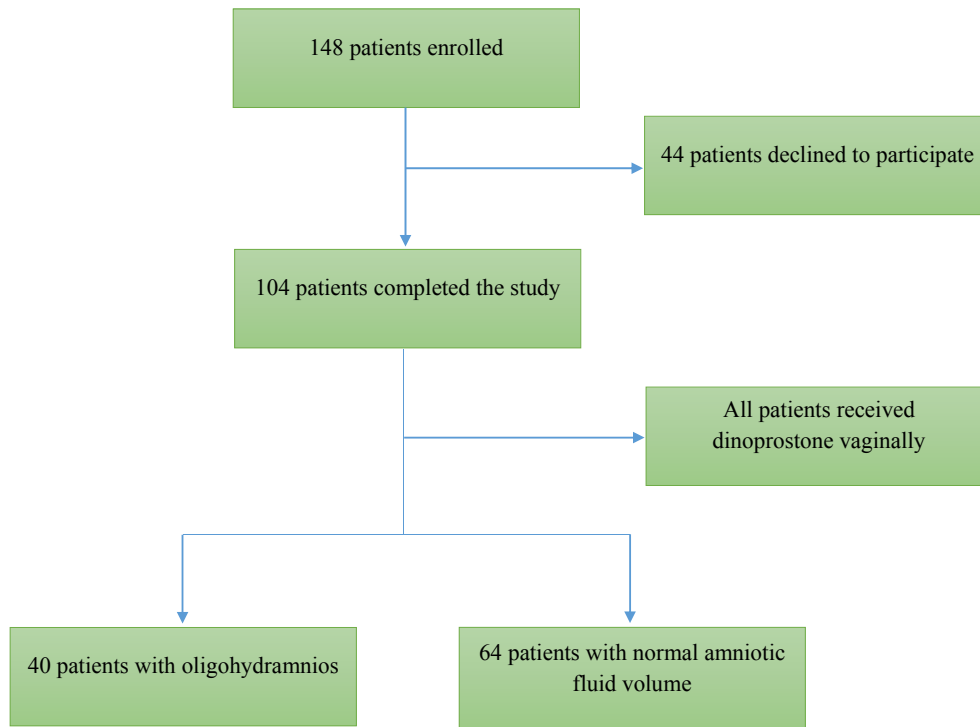 148 patients enrolled
44 patients declined to participate
104 patients completed the study
All patients received
dinoprostone vaginally
40 patients with oligohydramnios
64 patients with normal amniotic
fluid volume